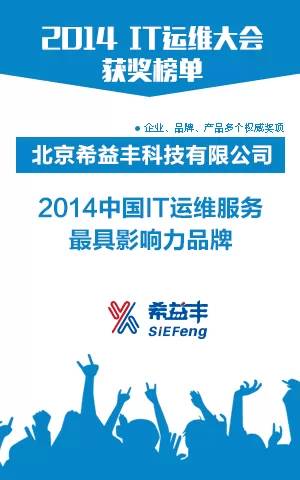 2014 IT运维大会
获奖榜单
• 企业、品牌、产品多个权威奖项
北京希益丰科技有限公司
2014中国IT运维服务
最具影响力品牌
希益丰
SiEFeng